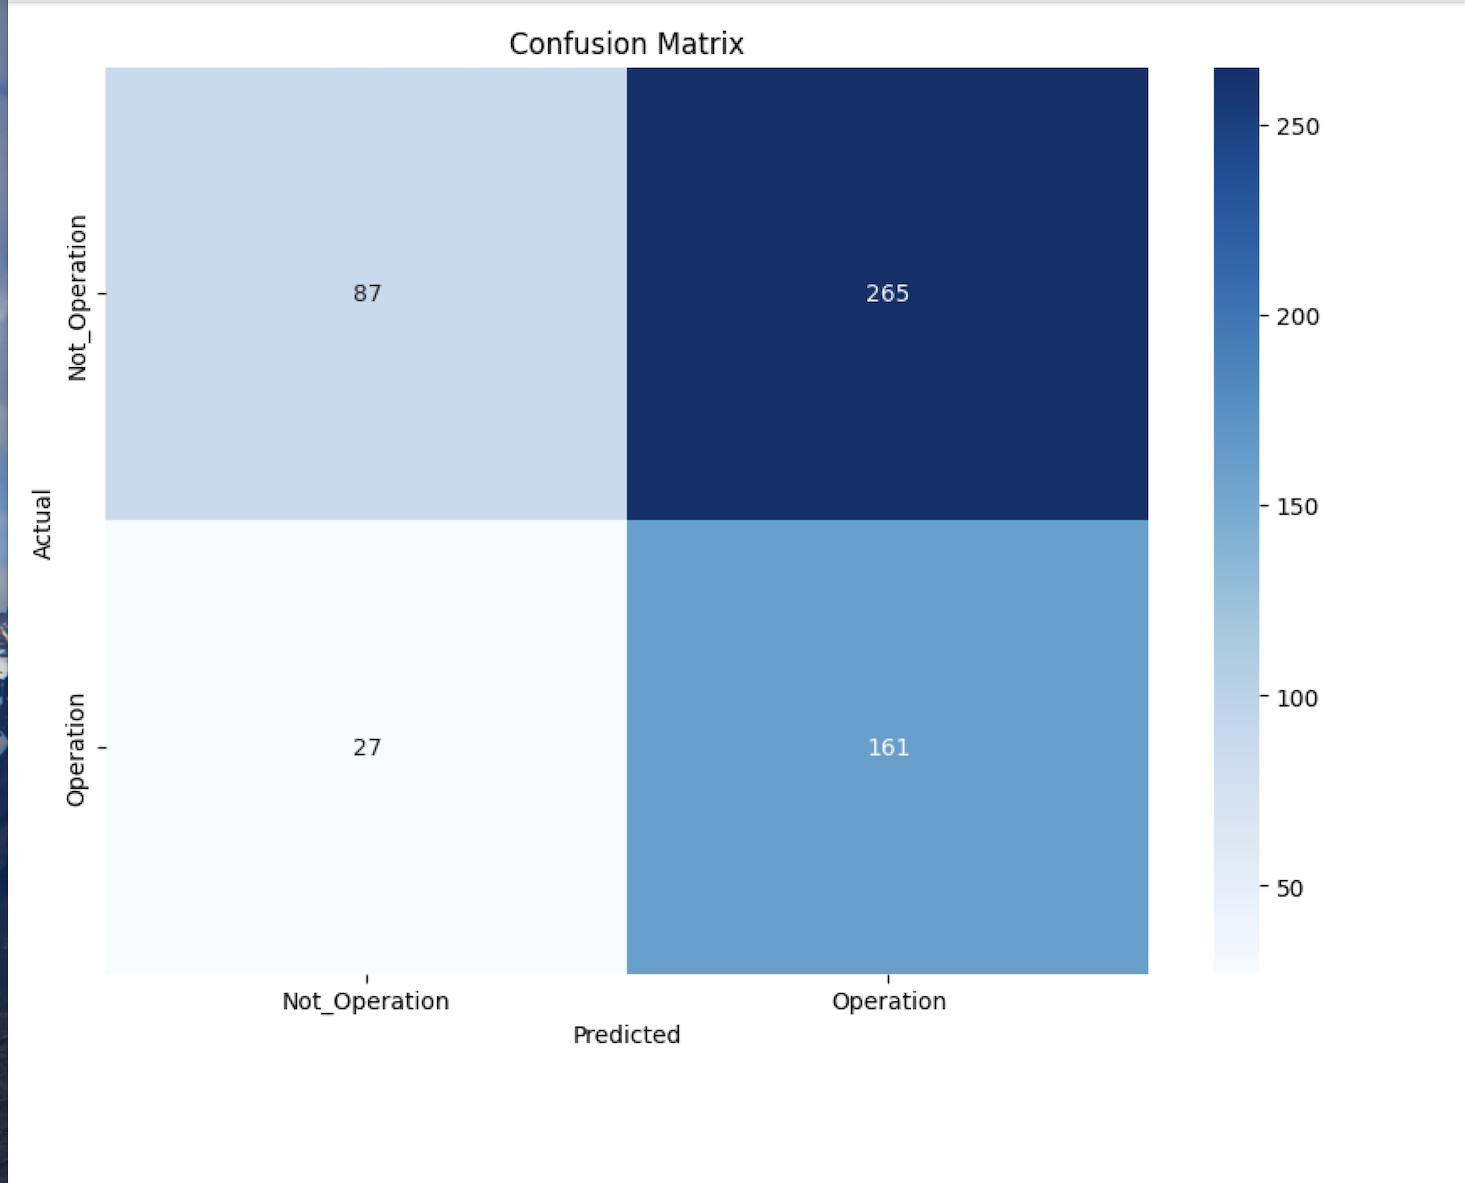 Confusion Matrix
Not_Operation
87
265
250
200
150
100
50
Actual
Operation
27
161
Not_Operation
Operation
Predicted